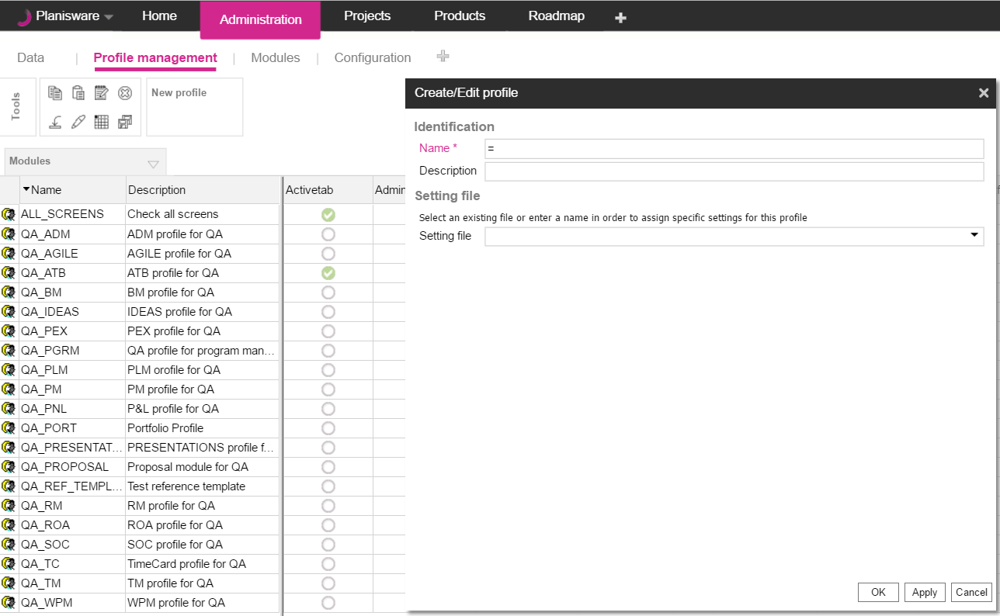 Planisware Home Administration Projects Products Roadmap
Data Profile management Modules Configuration
Tools
New profile
Modules
Name Description Activetab Admin
ALL_SCREENS Check all screens
QA_ADM ADM profile for QA
QA_AGILE AGILE profile for QA
QA_ATB ATB profile for QA
QA_BM BM profile for QA
QA_IDEAS IDEAS profile for QA
QA_PEX PEX profile for QA
QA_PGRM QA profile for program man...
QA_PLM PLM orofile for QA
QA_PM PM profile for QA
QA_PNL P&L profile for QA
QA_PORT Portfolio Profile
QA_PRESENTAT... PRESENTATIONS profile f...
QA_PROPOSAL Proposal module for QA
QA_REF_TEMPL... Test reference template
QA_RM RM profile for QA
QA_ROA ROA profile for QA
QA_SOC SOC profile for QA
QA_TC TimeCard profile for QA
QA_TM TM profile for QA
QA_WPM WPM profile for QA
Create/Edit profile
Identification
Name * =
Description
Setting file
Select an existing file or enter a name in order to assign specific settings for this profile
Setting file
OK Apply Cancel